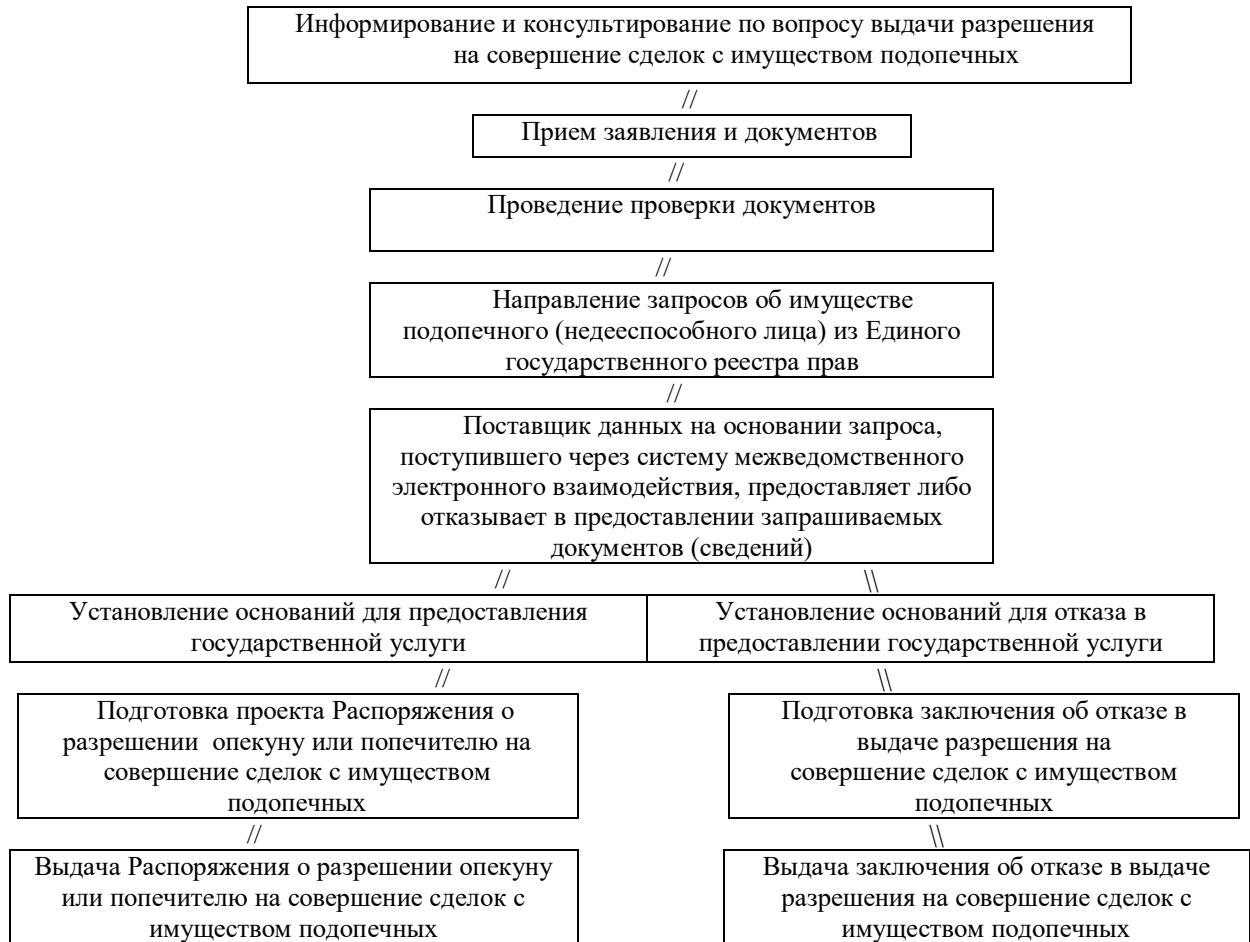 Информирование и консультирование по вопросу выдачи разрешения
на совершение сделок с имуществом подопечных
//
Прием заявления и документов
//
Проведение проверки документов
//
Направление запросов об имуществе
подопечного (недееспособного лица) из Единого
государственного реестра прав
//
Поставщик данных на основании запроса,
поступившего через систему межведомственного
электронного взаимодействия, предоставляет либо
отказывает в предоставлении запрашиваемых
документов (сведений)
// \\
Установление оснований для предоставления
государственной услуги
Установление оснований для отказа в
предоставлении государственной услуги
// \\
Подготовка проекта Распоряжения о
разрешении опекуну или попечителю на
совершение сделок с имуществом
подопечных
Подготовка заключения об отказе в
выдаче разрешения на
совершение сделок с имуществом
подопечных
// \\
Выдача Распоряжения о разрешении опекуну
или попечителю на совершение сделок с
имуществом подопечных
Выдача заключения об отказе в выдаче
разрешения на совершение сделок с
имуществом подопечных